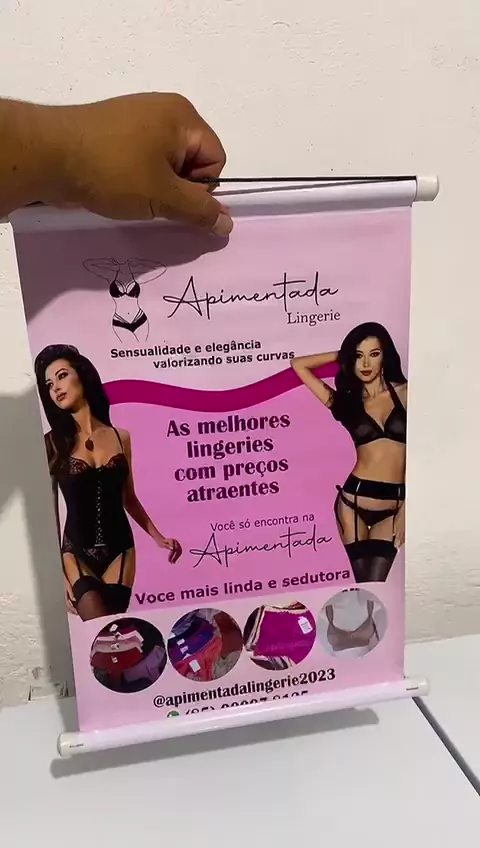 Apimentada
Lingerie
Sensualidade e elegância
valorizando suas curvas
As melhores
lingeries
com preços
atraentes
Você só encontra na
Apimentada
Voce mais linda e sedutora
@apimentadalingerie2023